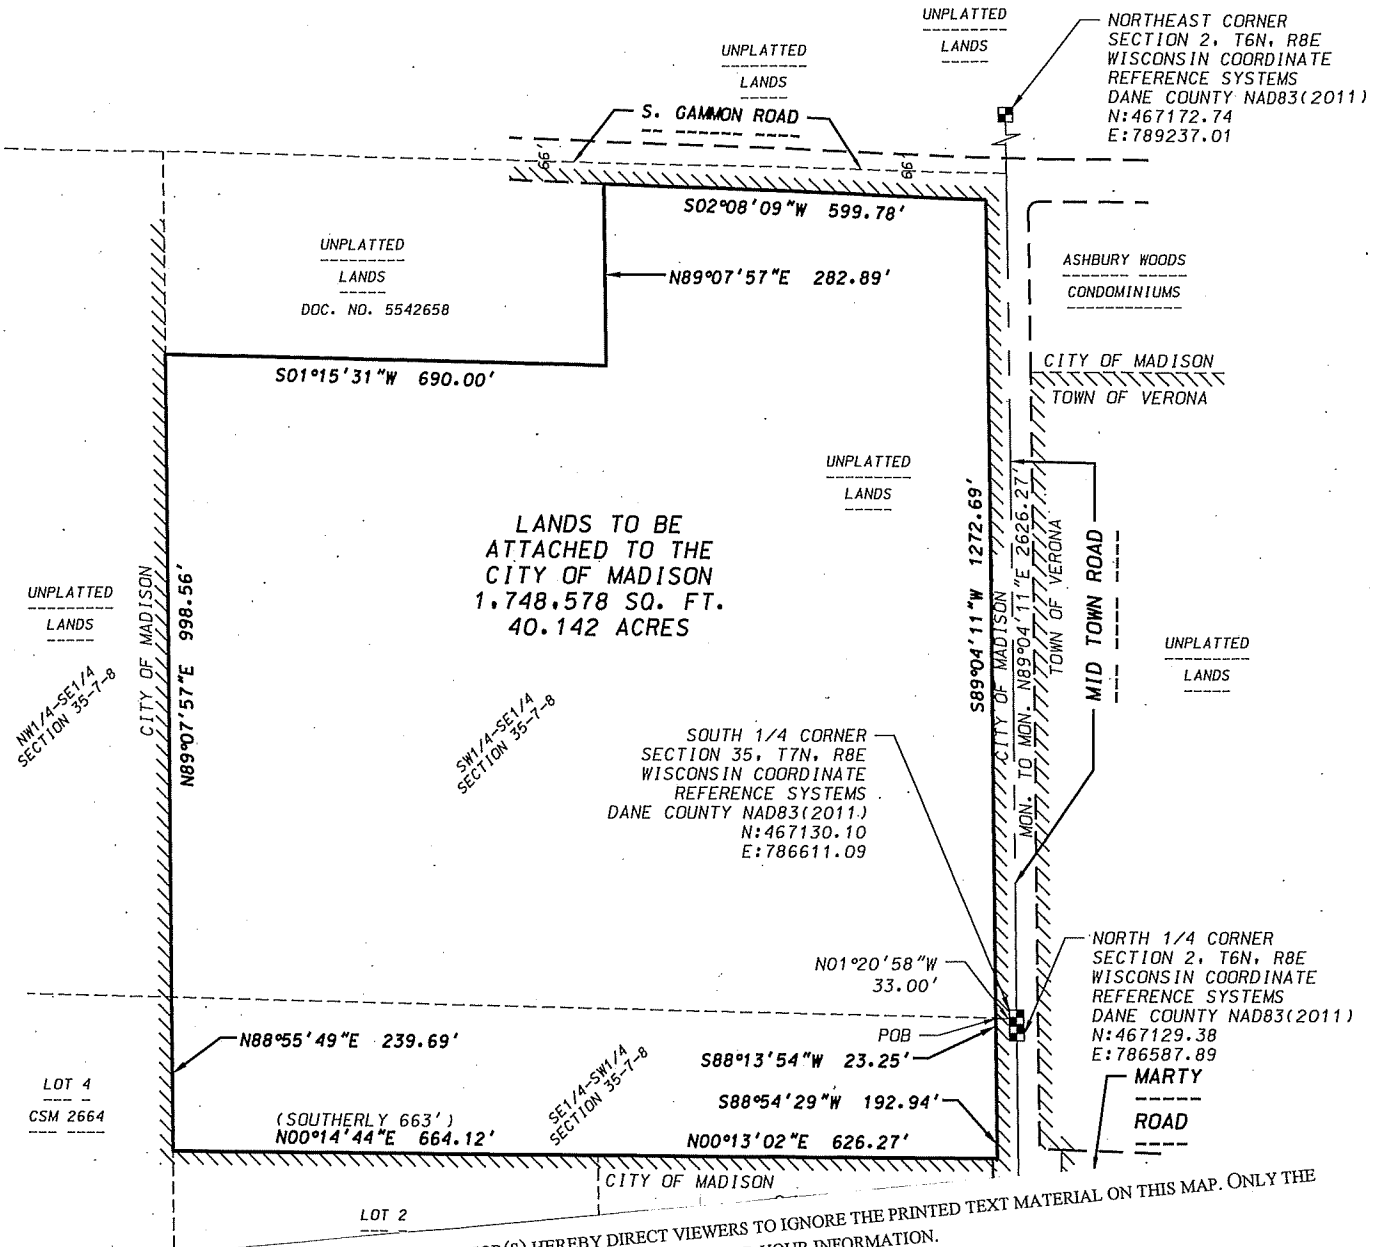 UNPLATTED
LANDS
NORTHEAST CORNER
SECTION 2, T6N, R8E
WISCONSIN COORDINATE
REFERENCE SYSTEMS
DANE COUNTY NAD83(2011)
N:467172.74
E:789237.01
UNPLATTED
LANDS
S. GAMMON ROAD
66'
66'
S02°08'09"W 599.78'
UNPLATTED
LANDS
DOC. NO. 5542658
N89°07'57"E 282.89'
ASHBURY WOODS
CONDOMINIUMS
CITY OF MADISON
TOWN OF VERONA
S01°15'31"W 690.00'
UNPLATTED
LANDS
LANDS TO BE
ATTACHED TO THE
CITY OF MADISON
1,748,578 SQ. FT.
40.142 ACRES
S89°04'11"W 1272.69'
CITY OF MADISON
MON. TO MON. N89°04'11"E 2626.27'
TOWN OF VERONA
MID TOWN ROAD
UNPLATTED
LANDS
CITY OF MADISON
N89°07'57"E 998.56'
UNPLATTED
LANDS
NW1/4-SE1/4
SECTION 35-7-8
SW1/4-SE1/4
SECTION 35-7-8
SOUTH 1/4 CORNER
SECTION 35, T7N, R8E
WISCONSIN COORDINATE
REFERENCE SYSTEMS
DANE COUNTY NAD83(2011)
N:467130.10
E:786611.09
N01°20'58"W
33.00'
NORTH 1/4 CORNER
SECTION 2, T6N, R8E
WISCONSIN COORDINATE
REFERENCE SYSTEMS
DANE COUNTY NAD83(2011)
N:467129.38
E:786587.89
POB
N88°55'49"E 239.69'
S88°13'54"W 23.25'
S88°54'29"W 192.94'
MARTY
ROAD
LOT 4
CSM 2664
SE1/4-SW1/4
SECTION 35-7-8
(SOUTHERLY 663')
N00°14'44"E 664.12'
N00°13'02"E 626.27'
CITY OF MADISON
LOT 2
HEREBY DIRECT VIEWERS TO IGNORE THE PRINTED TEXT MATERIAL ON THIS MAP. ONLY THE
YOUR INFORMATION.